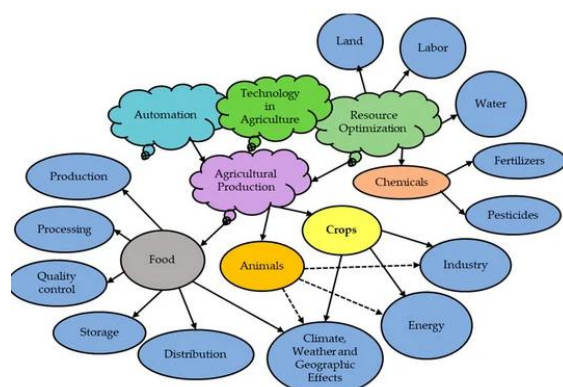 Land
Labor
Automation
Technology
in
Agriculture
Resource
Optimization
Water
Production
Agricultural
Production
Chemicals
Fertilizers
Pesticides
Processing
Food
Animals
Crops
Quality
control
Industry
Storage
Distribution
Climate,
Weather and
Geographic
Effects
Energy